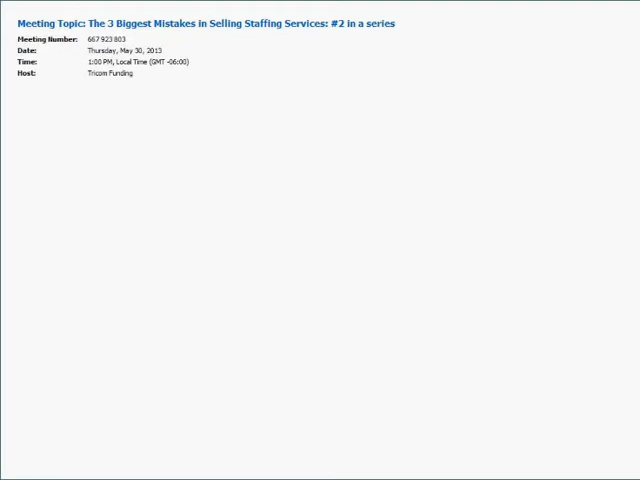 Meeting Topic: The 3 Biggest Mistakes in Selling Staffing Services: #2 in a series
Meeting Number: 667 923 803
Date: Thursday, May 30, 2013
Time: 1:00 PM, Local Time (GMT -06:00)
Host: Tricom Funding